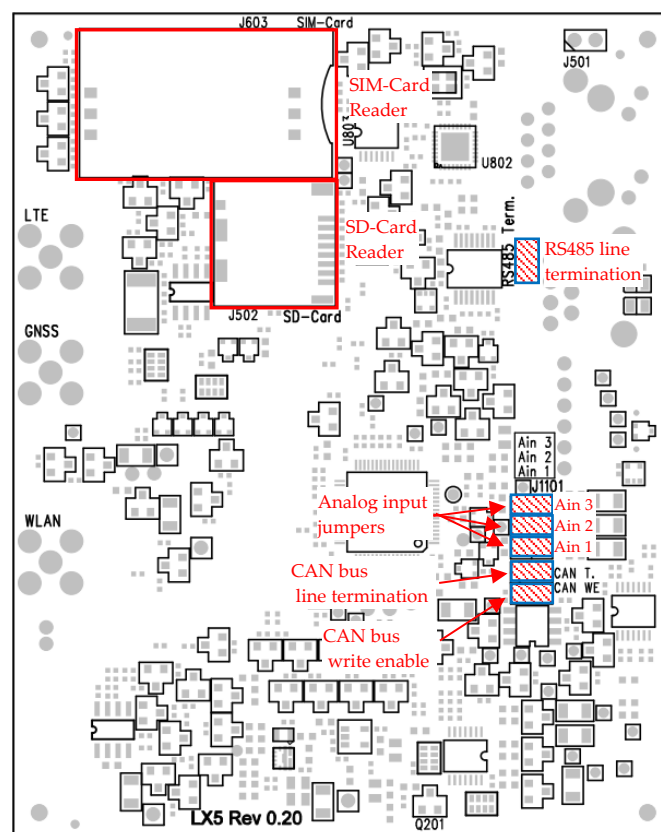 J603 SIM-Card
J501
SIM-Card
Reader
U803
U802
LTE
RS485 Term.
SD-Card
Reader
RS485 line
termination
J502
SD-Card
GNSS
Ain 3
Ain 2
Ain 1
J1101
Analog input
jumpers
Ain 3
Ain 2
Ain 1
WLAN
CAN bus
line termination
CAN T.
CAN WE
CAN bus
write enable
LX5 Rev 0.20
Q201